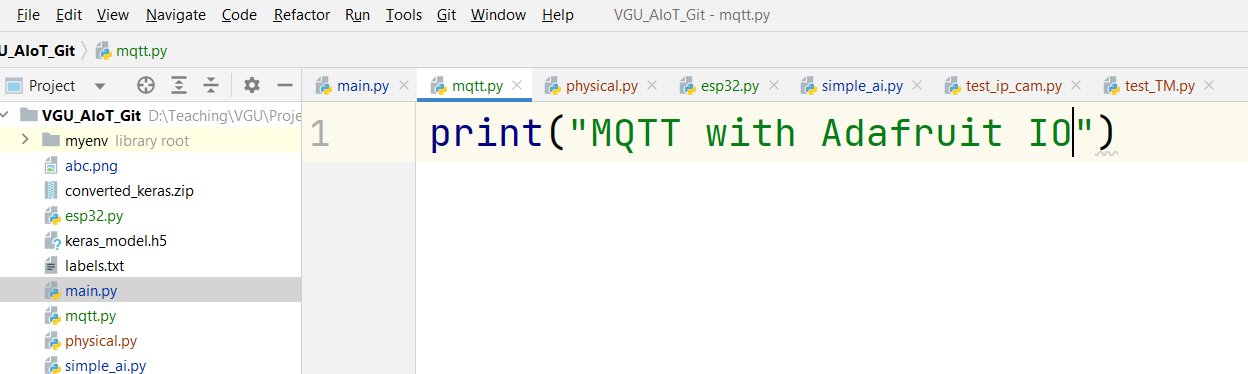 File Edit View Navigate Code Refactor Run Tools Git Window Help VGU_AIoT_Git - mqtt.py
U_AIoT_Git mqtt.py
Project main.py mqtt.py physical.py esp32.py simple_ai.py test_ip_cam.py test_TM.py
VGU_AIoT_Git D:\Teaching\VGU\Proje
1 print("MQTT with Adafruit IO")
myenv library root
abc.png
converted_keras.zip
esp32.py
keras_model.h5
labels.txt
main.py
mqtt.py
physical.py
simple_ai.py